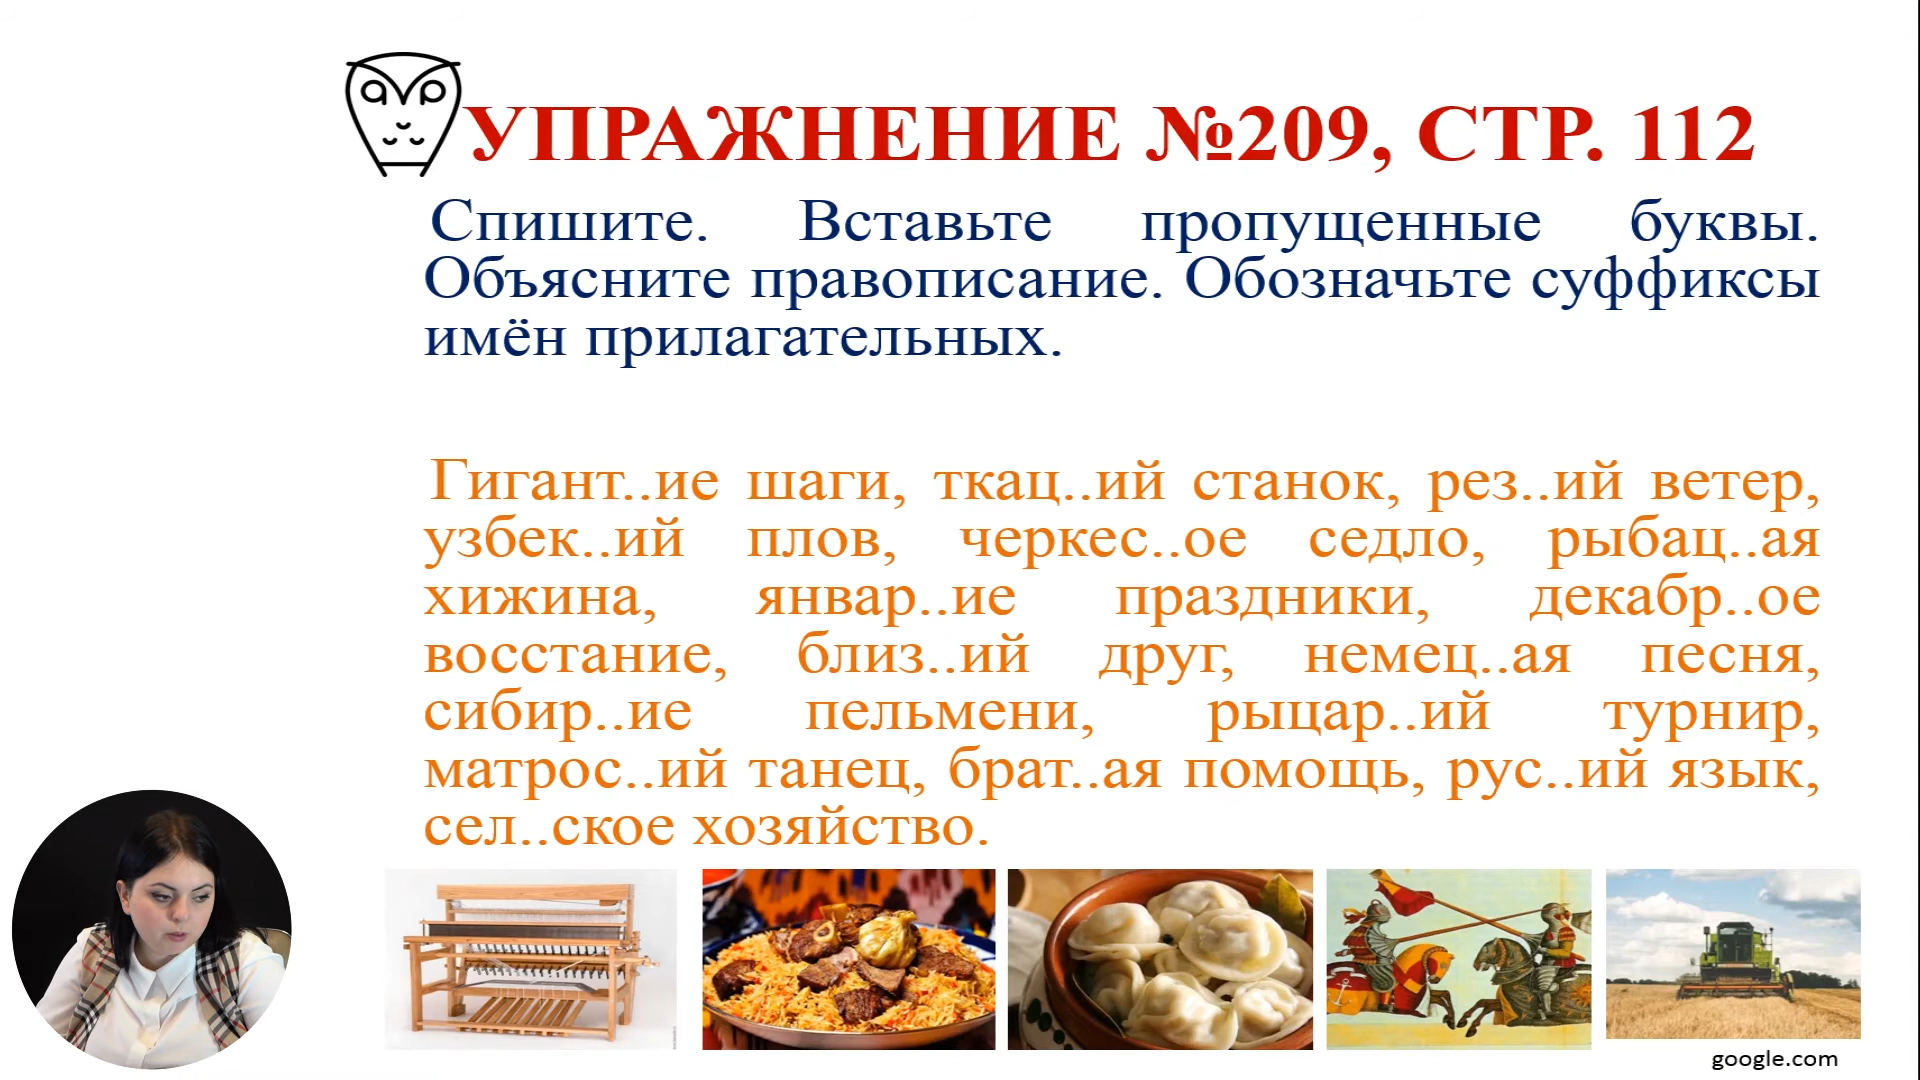 УПРАЖНЕНИЕ №209, СТР. 112
Спишите. Вставьте пропущенные буквы.
Объясните правописание. Обозначьте суффиксы
имён прилагательных.
Гигант..ие шаги, ткац..ий станок, рез..ий ветер,
узбек..ий плов, черкес..ое седло, рыбац..ая
хижина, январ..ие праздники, декабр..ое
восстание, близ..ий друг, немец..ая песня,
сибир..ие пельмени, рыцар..ий турнир,
матрос..ий танец, брат..ая помощь, рус..ий язык,
сел..ское хозяйство.
google.com